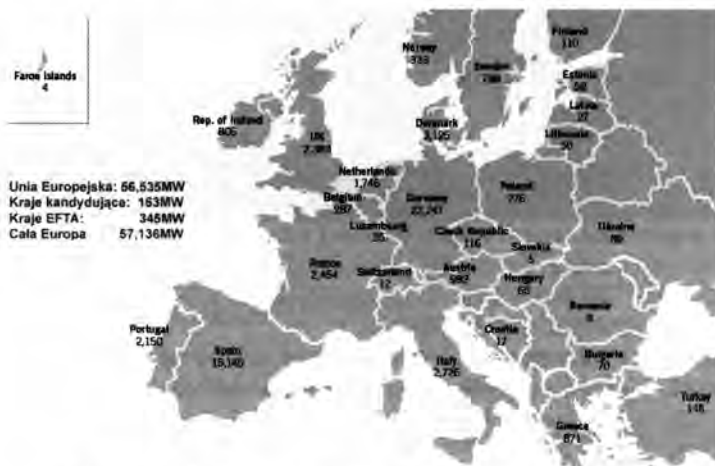 Faroe Islands
4
Norway
333
Sweden
Finland
110
Estonia
Latvia
27
Lithuania
50
Denmark
3,125
Rep. of Ireland
805
UK
Netherlands
1,746
Belgium
287
Luxembourg
35
Germany
22,247
Poland
276
Czech Republic
116
Slovakia
5
Ukraine
89
Unia Europejska: 56,535MW
Kraje kandydujące: 163MW
Kraje EFTA: 345MW
Cała Europa 57,136MW
France
2,454
Switzerland
12
Austria
982
Hungary
65
Romania
8
Croatia
17
Portugal
2,150
Spain
15,145
Italy
2,726
Bulgaria
70
Greece
871
Turkey